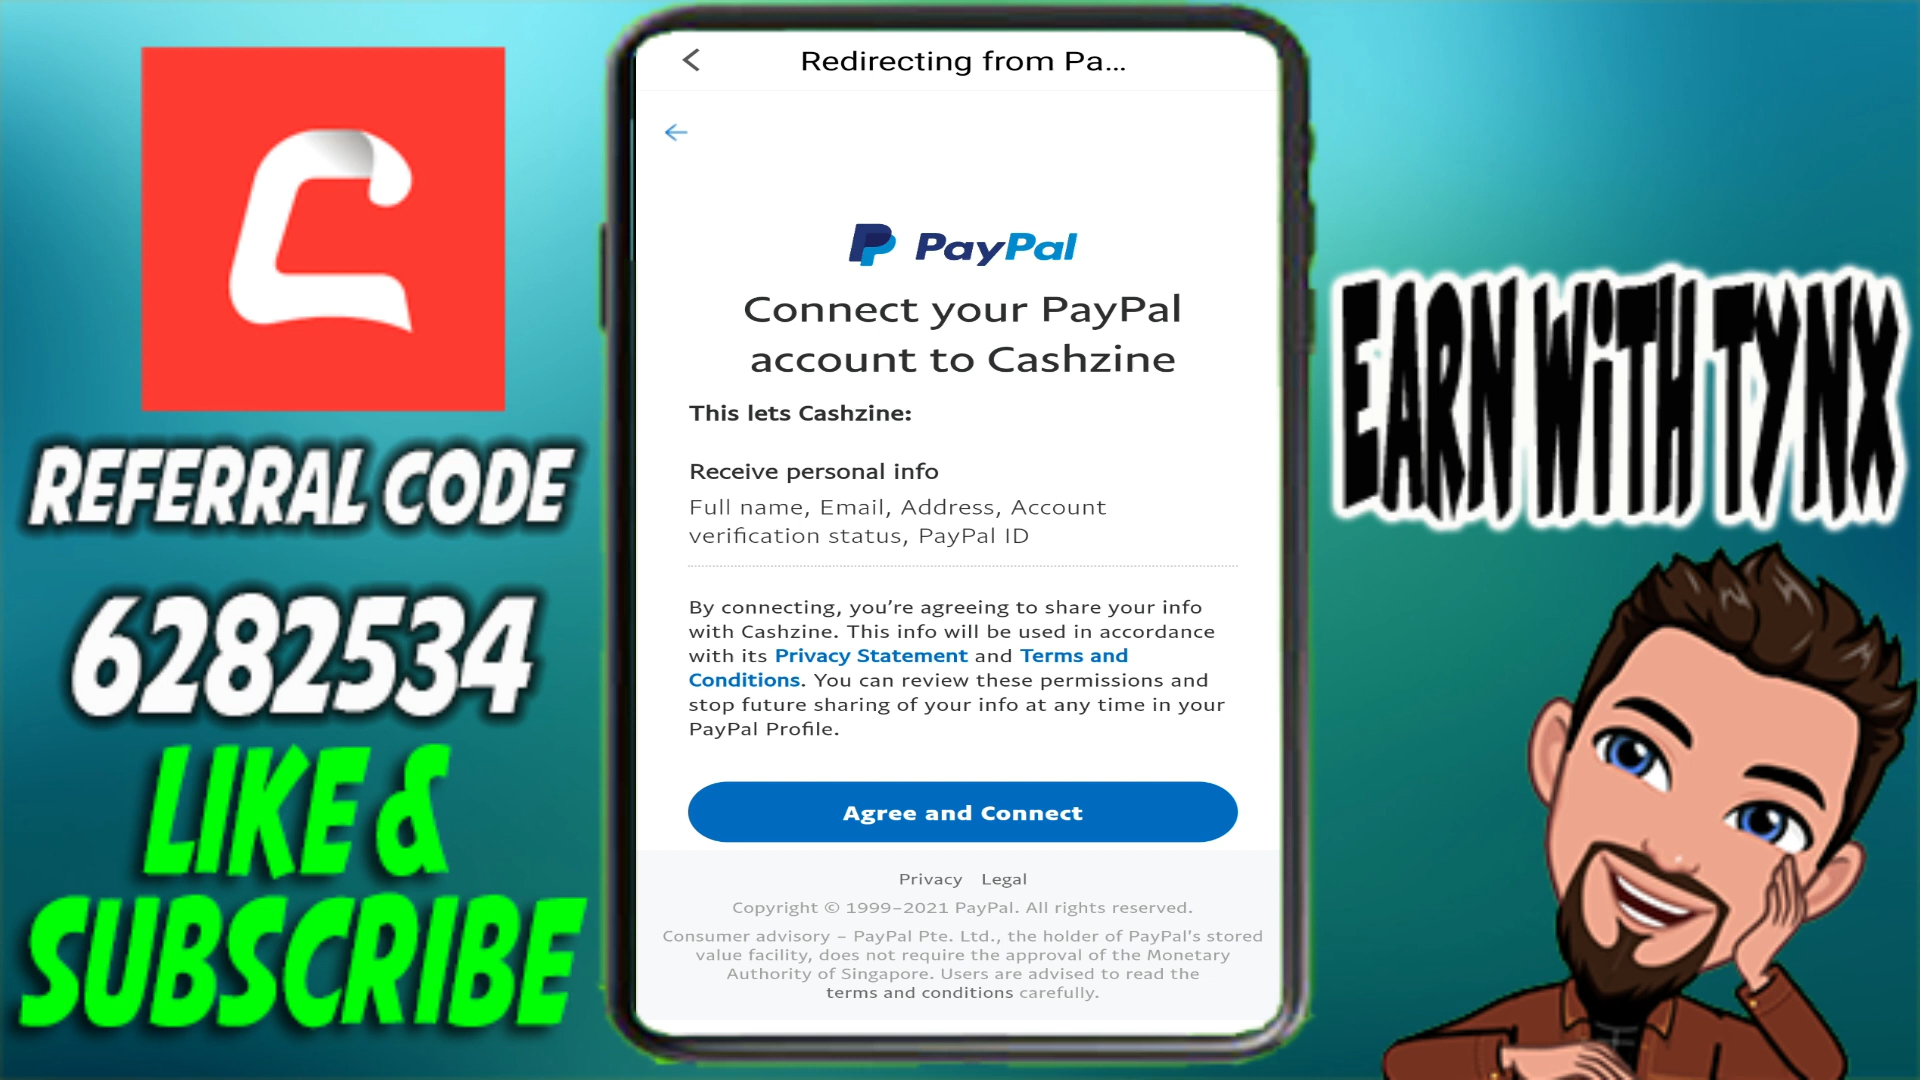 REFERRAL CODE
6282534
LIKE &
SUBSCRIBE
Redirecting from Pa...
PayPal
Connect your PayPal
account to Cashzine
This lets Cashzine:
Receive personal info
Full name, Email, Address, Account
verification status, PayPal ID
By connecting, you’re agreeing to share your info
with Cashzine. This info will be used in accordance
with its Privacy Statement and Terms and
Conditions. You can review these permissions and
stop future sharing of your info at any time in your
PayPal Profile.
Agree and Connect
Privacy Legal
Copyright © 1999-2021 PayPal. All rights reserved.
Consumer advisory – PayPal Pte. Ltd., the holder of PayPal's stored
value facility, does not require the approval of the Monetary
Authority of Singapore. Users are advised to read the
terms and conditions carefully.
EARN WiTH TYNX